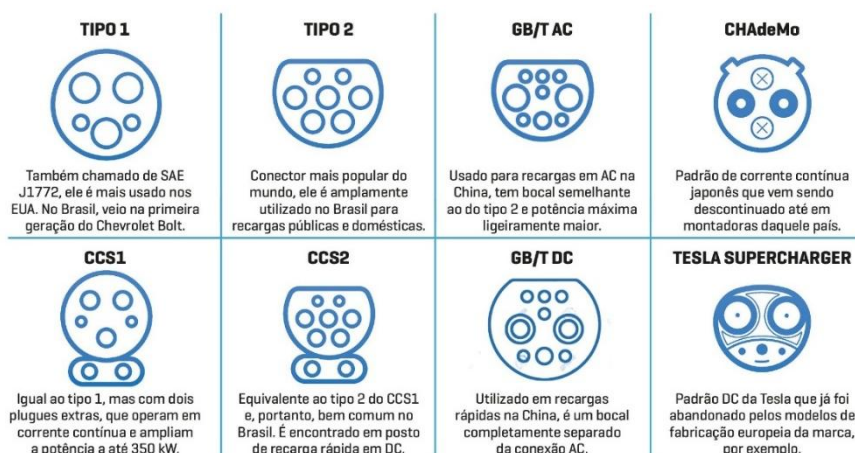 TIPO 1
Também chamado de SAE
J1772, ele é mais usado nos
EUA. No Brasil, veio na primeira
geração do Chevrolet Bolt.
TIPO 2
Conector mais popular do
mundo, ele é amplamente
utilizado no Brasil para
recargas públicas e domésticas.
GB/T AC
Usado para recargas em AC na
China, tem bocal semelhante
ao do tipo 2 e potência máxima
ligeiramente maior.
CHAdeMo
Padrão de corrente contínua
japonês que vem sendo
descontinuado até em
montadoras daquele país.
CCS1
Igual ao tipo 1, mas com dois
plugues extras, que operam em
corrente contínua e ampliam
a potência a até 350 kW.
CCS2
Equivalente ao tipo 2 do CCS1
e, portanto, bem comum no
Brasil. É encontrado em posto
de recarga rápida em DC.
GB/T DC
Utilizado em recargas
rápidas na China, é um bocal
completamente separado
da conexão AC.
TESLA SUPERCHARGER
Padrão DC da Tesla que já foi
abandonado pelos modelos de
fabricação europeia da marca,
por exemplo.